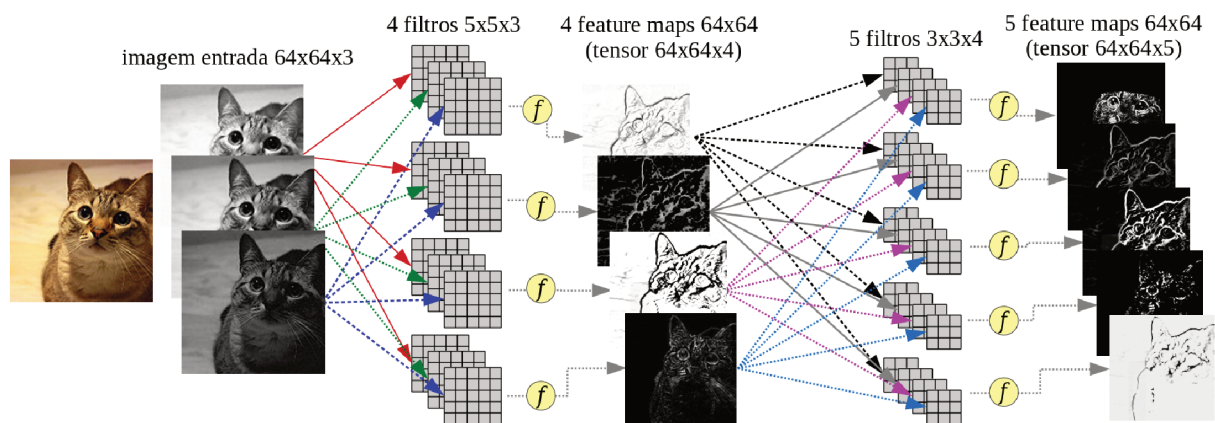 imagem entrada 64x64x3
4 filtros 5x5x3
4 feature maps 64x64
(tensor 64x64x4)
5 filtros 3x3x4
5 feature maps 64x64
(tensor 64x64x5)
f
f
f
f
f
f
f
f
f